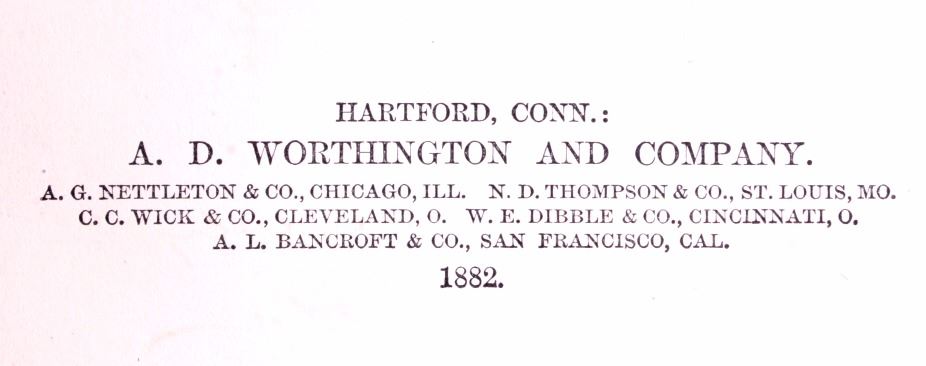 HARTFORD, CONN.:
A. D. WORTHINGTON AND COMPANY.
A. G. NETTLETON & CO., CHICAGO, ILL. N. D. THOMPSON & CO., ST. LOUIS, MO.
C. C. WICK & CO., CLEVELAND, O. W. E. DIBBLE & CO., CINCINNATI, O.
A. L. BANCROFT & CO., SAN FRANCISCO, CAL.
1882.